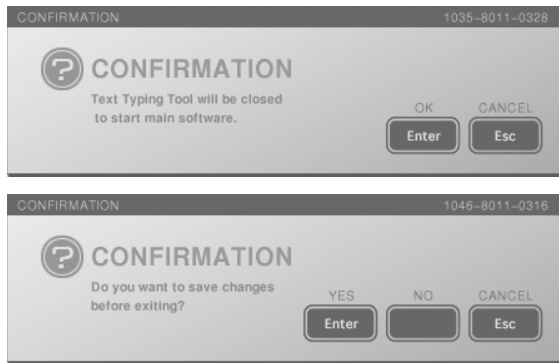 CONFIRMATION 1035-8011-0328
? CONFIRMATION
Text Typing Tool will be closed
to start main software.
OK CANCEL
Enter Esc
CONFIRMATION 1046-8011-0316
? CONFIRMATION
Do you want to save changes
before exiting?
YES NO CANCEL
Enter Esc